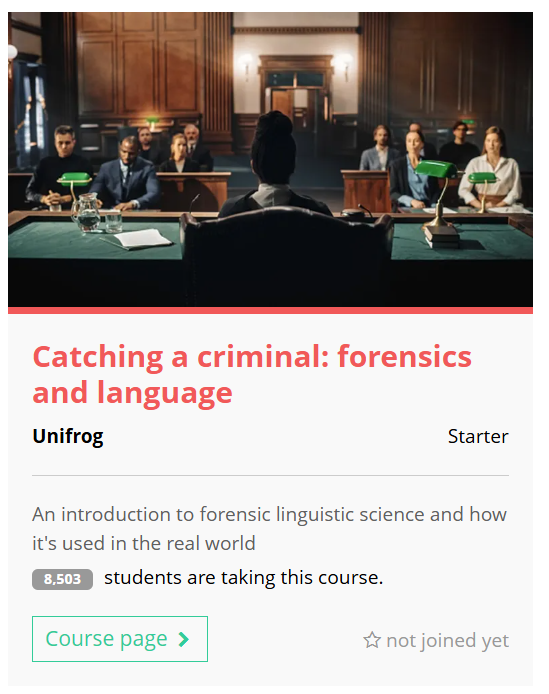 Catching a criminal: forensics
and language
Unifrog
Starter
An introduction to forensic linguistic science and how
it's used in the real world
8,503 students are taking this course.
Course page
not joined yet